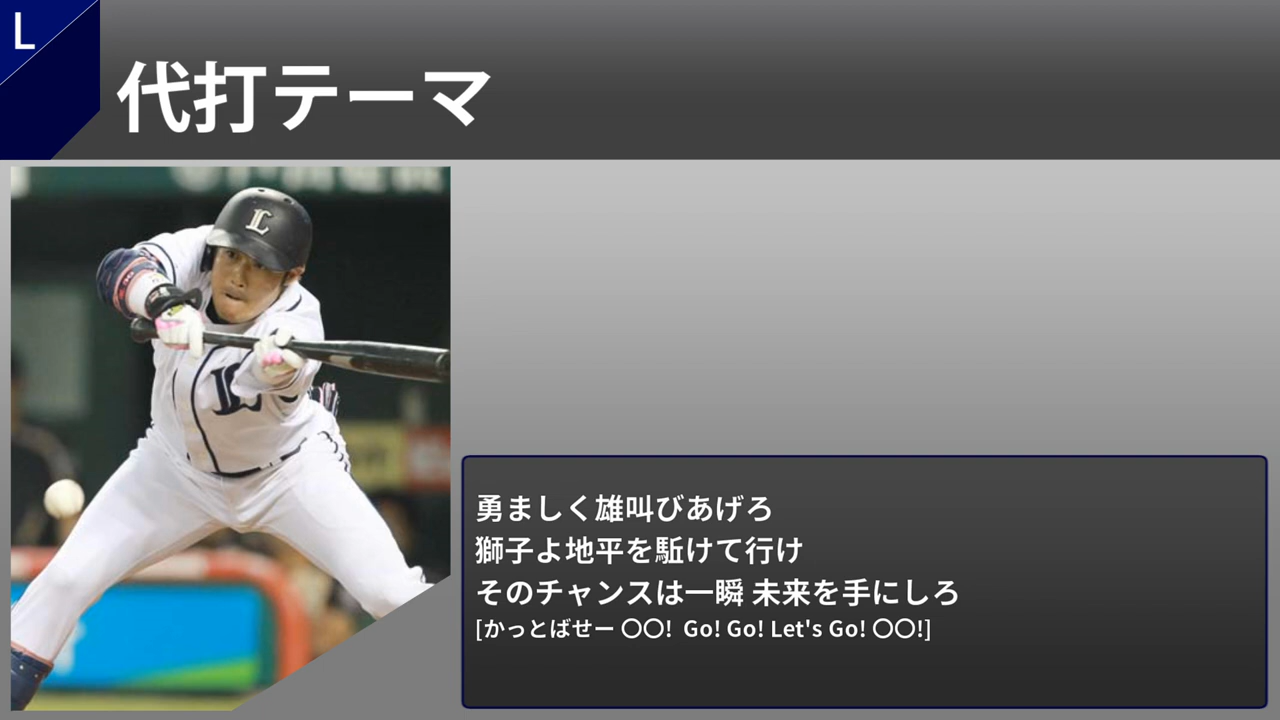 L
代打テーマ
L
L
勇ましく雄叫びあげろ
獅子よ地平を駈けて行け
そのチャンスは一瞬 未来を手にしろ
[かっとばせー 〇〇! Go! Go! Let's Go! 〇〇!]